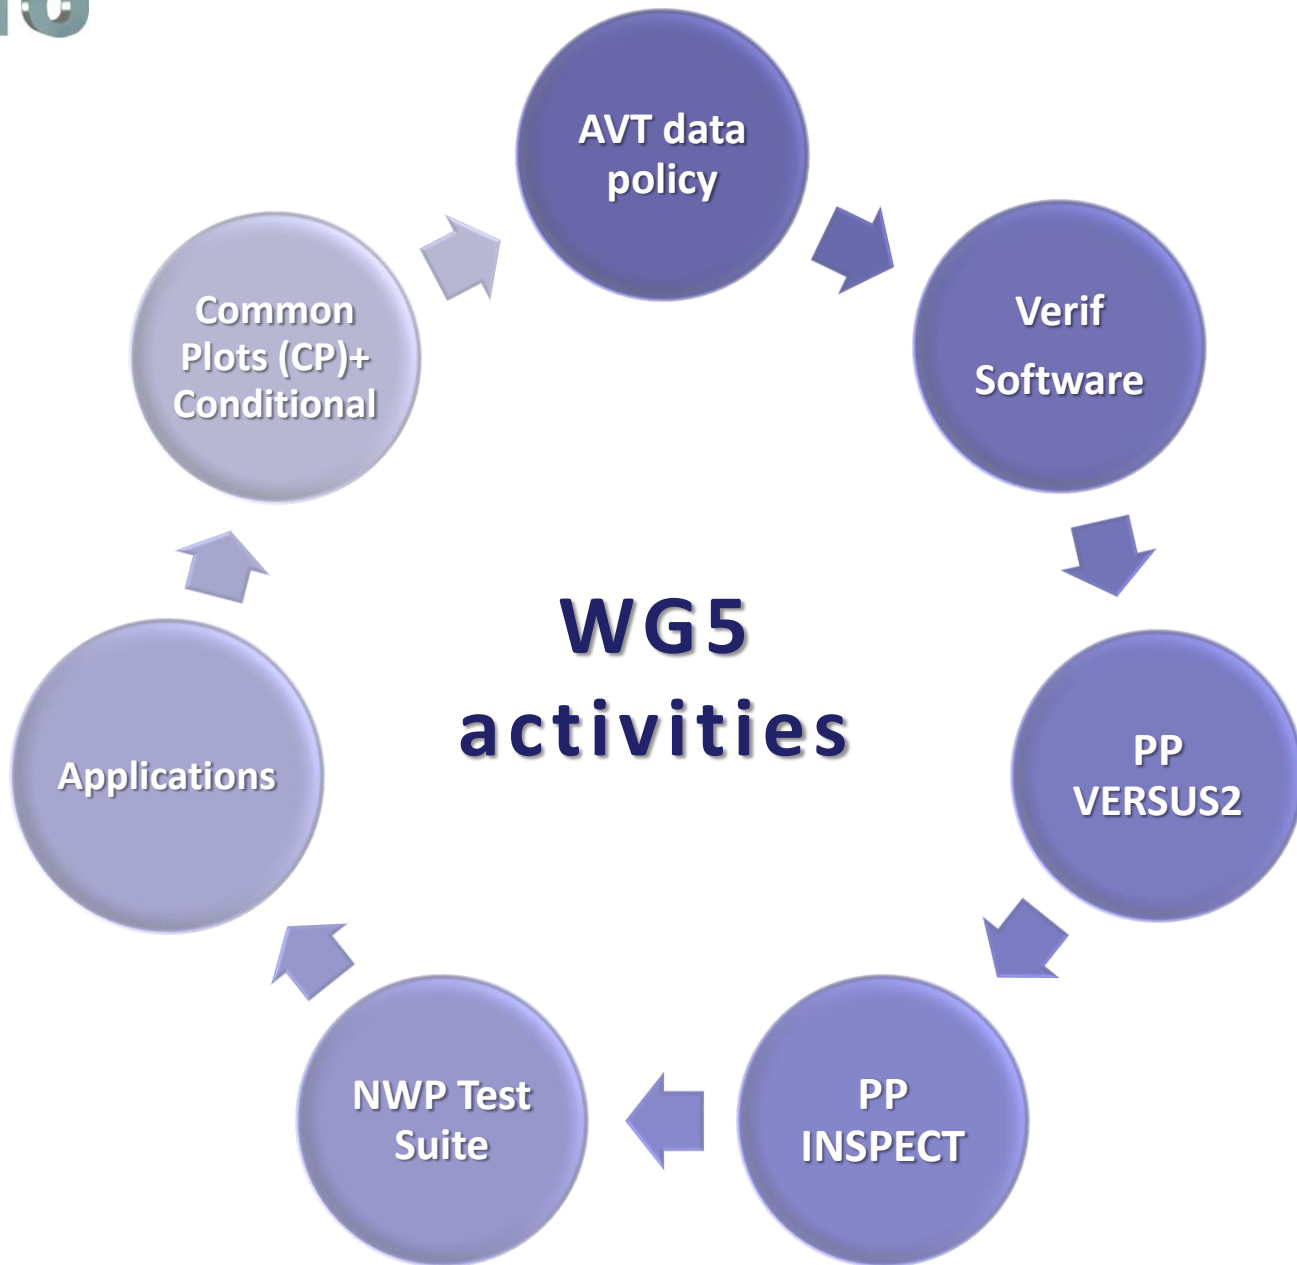 AVT data
policy
Verif
Software
PP
VERSUS2
PP
INSPECT
NWP Test
Suite
Applications
Common
Plots (CP)+
Conditional
WG5
activities